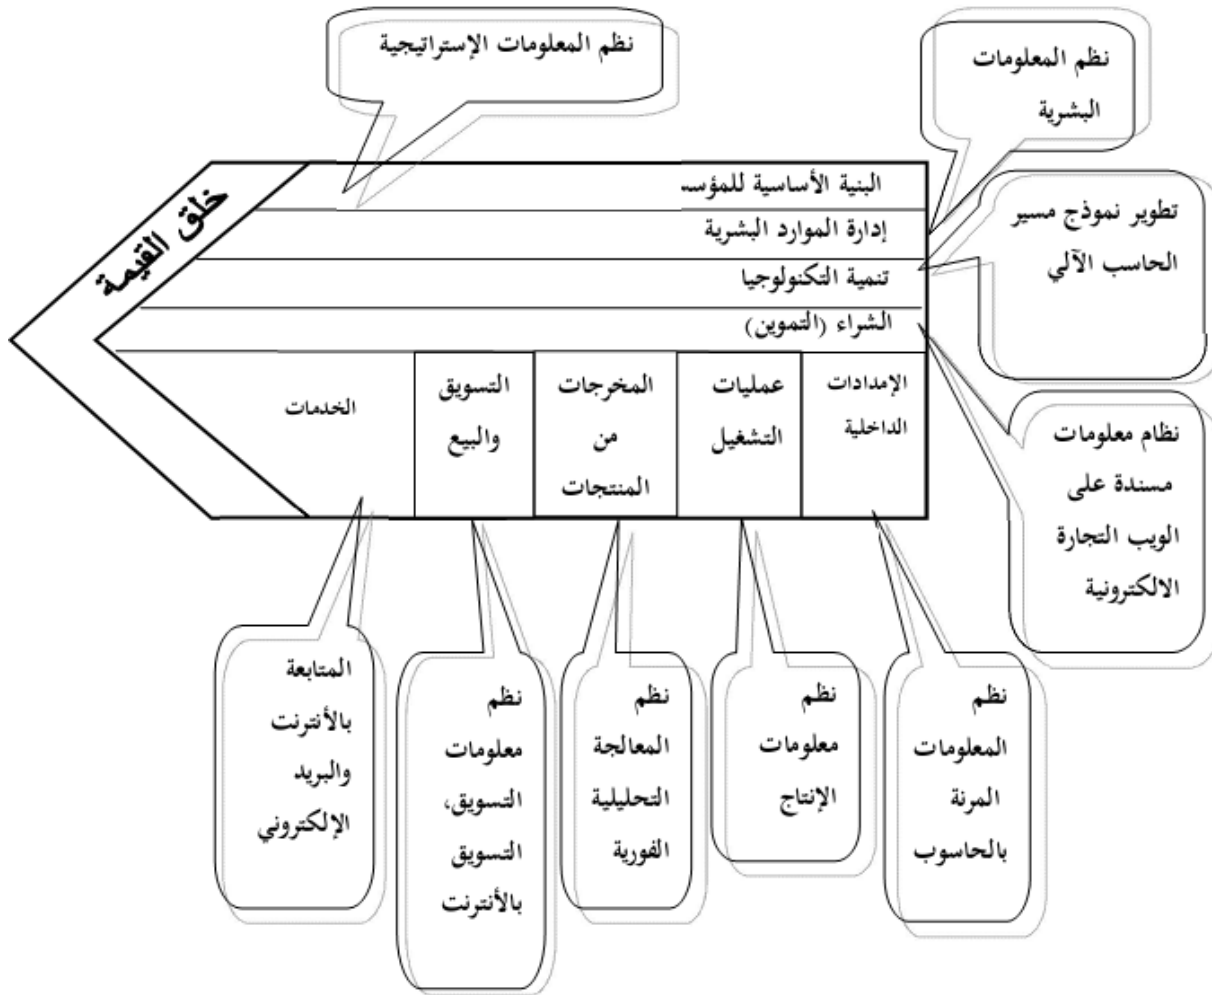 نظم المعلومات الإستراتيجية
نظم المعلومات
البشرية
خلق القيمة
البنية الأساسية للمؤسـ
إدارة الموارد البشرية
تنمية التكنولوجيا
الشراء (التموين)
تطوير نموذج مسير
الحاسب الآلي
الإمدادات
الداخلية
عمليات
التشغيل
المخرجات
من
المنتجات
التسويق
والبيع
الخدمات
نظام معلومات
مسندة على
الويب التجارة
الالكترونية
نظم
المعلومات
المرنة
بالحاسوب
نظم
معلومات
الإنتاج
نظم
المعالجة
التحليلية
الفورية
نظم
معلومات
التسويق،
التسويق
بالأنترنت
المتابعة
بالأنترنت
والبريد
الإلكتروني